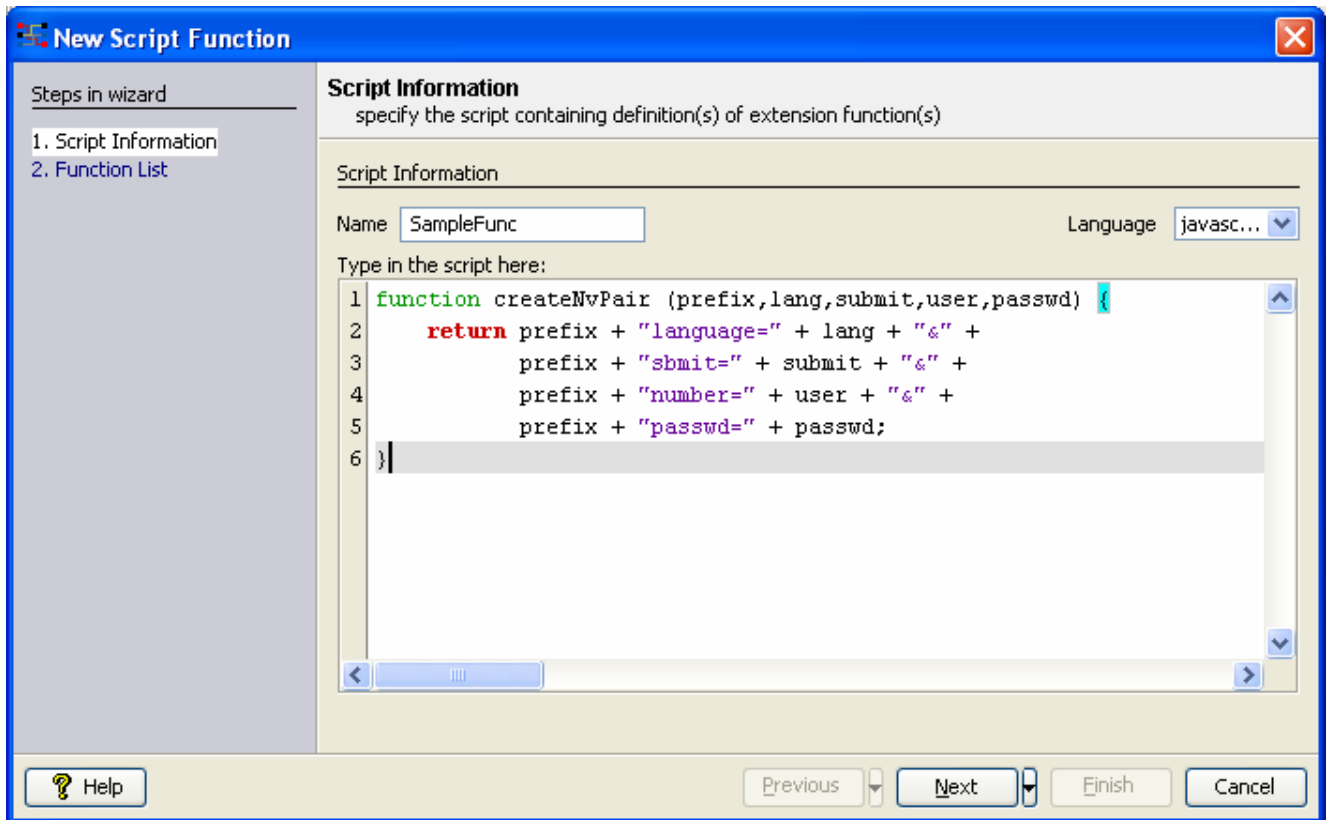 New Script Function
Steps in wizard
1. Script Information
2. Function List
Script Information
specify the script containing definition(s) of extension function(s)
Script Information
Name SampleFunc Language javasc...
Type in the script here:
1 function createNvPair (prefix,lang,submit,user,passwd) {
2 return prefix + "language=" + lang + "&" +
3 prefix + "sbmit=" + submit + "&" +
4 prefix + "number=" + user + "&" +
5 prefix + "passwd=" + passwd;
6 }
Help Previous Next Finish Cancel